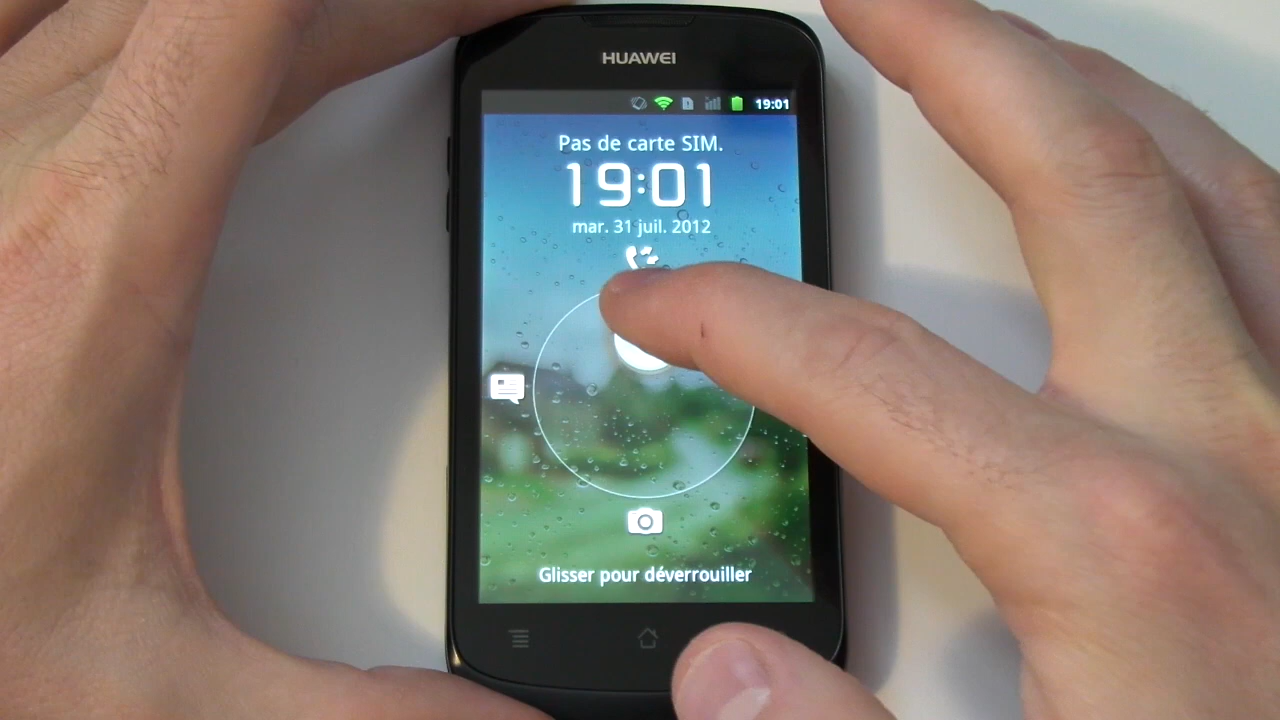 HUAWEI
19:01
Pas de carte SIM.
19:01
mar. 31 juil. 2012
Glisser pour déverrouiller